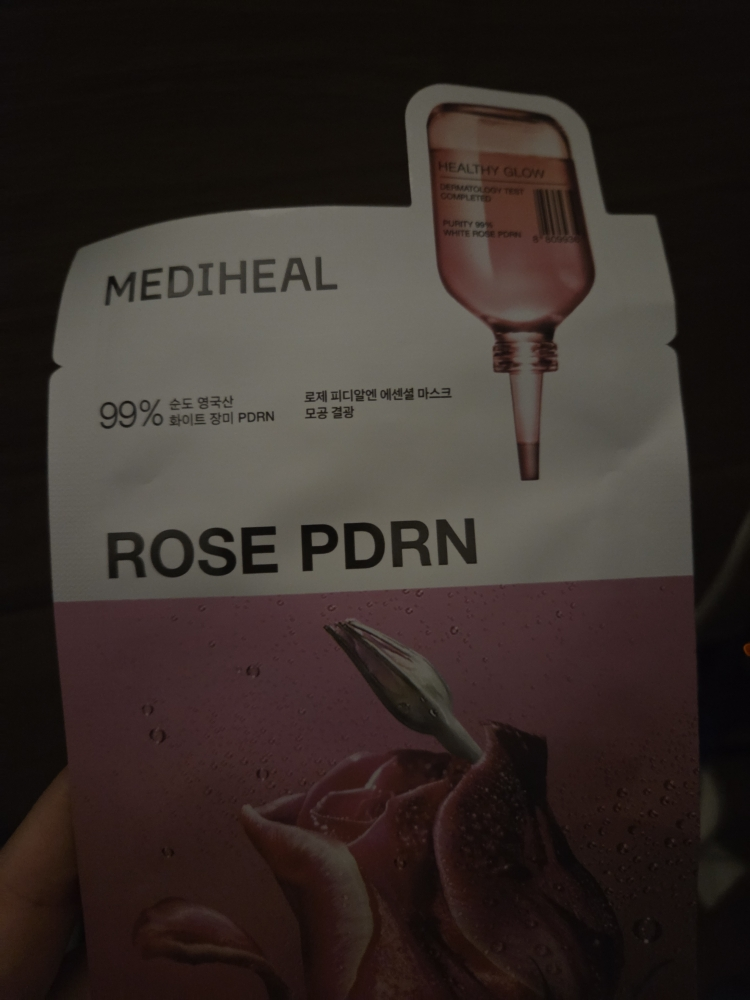 HEALTHY GLOW
DERMATOLOGY TEST
COMPLETED
PURITY 99%
WHITE ROSE PDRN
MEDIHEAL
99% 순도 영국산
화이트 장미 PDRN
로제 피디알엔 에센셜 마스크
모공 결광
ROSE PDRN